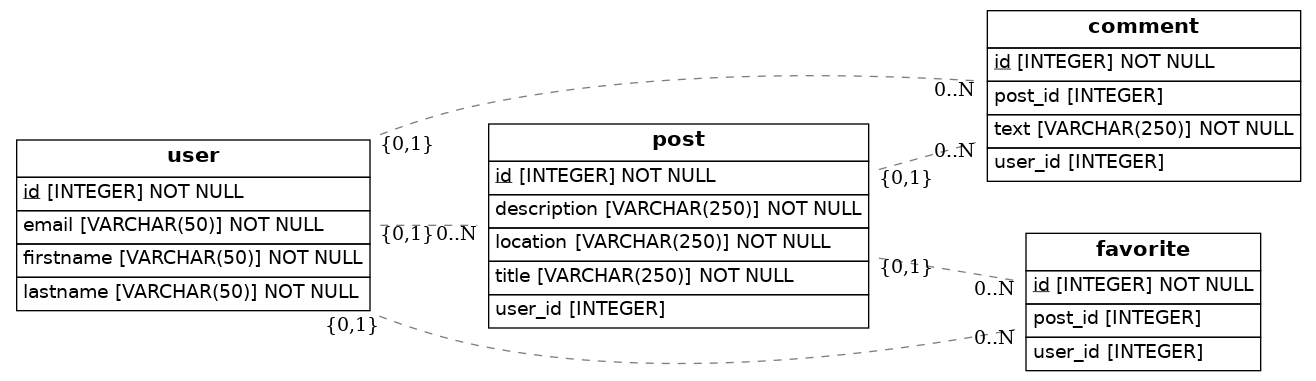 comment
id [INTEGER] NOT NULL
post_id [INTEGER]
text [VARCHAR(250)] NOT NULL
user_id [INTEGER]
0..N
0..N
user
id [INTEGER] NOT NULL
email [VARCHAR(50)] NOT NULL
firstname [VARCHAR(50)] NOT NULL
lastname [VARCHAR(50)] NOT NULL
{0,1}
{0,1}
0..N
{0,1}
post
id [INTEGER] NOT NULL
description [VARCHAR(250)] NOT NULL
location [VARCHAR(250)] NOT NULL
title [VARCHAR(250)] NOT NULL
user_id [INTEGER]
{0,1}
{0,1}
favorite
id [INTEGER] NOT NULL
post_id [INTEGER]
user_id [INTEGER]
0..N
0..N